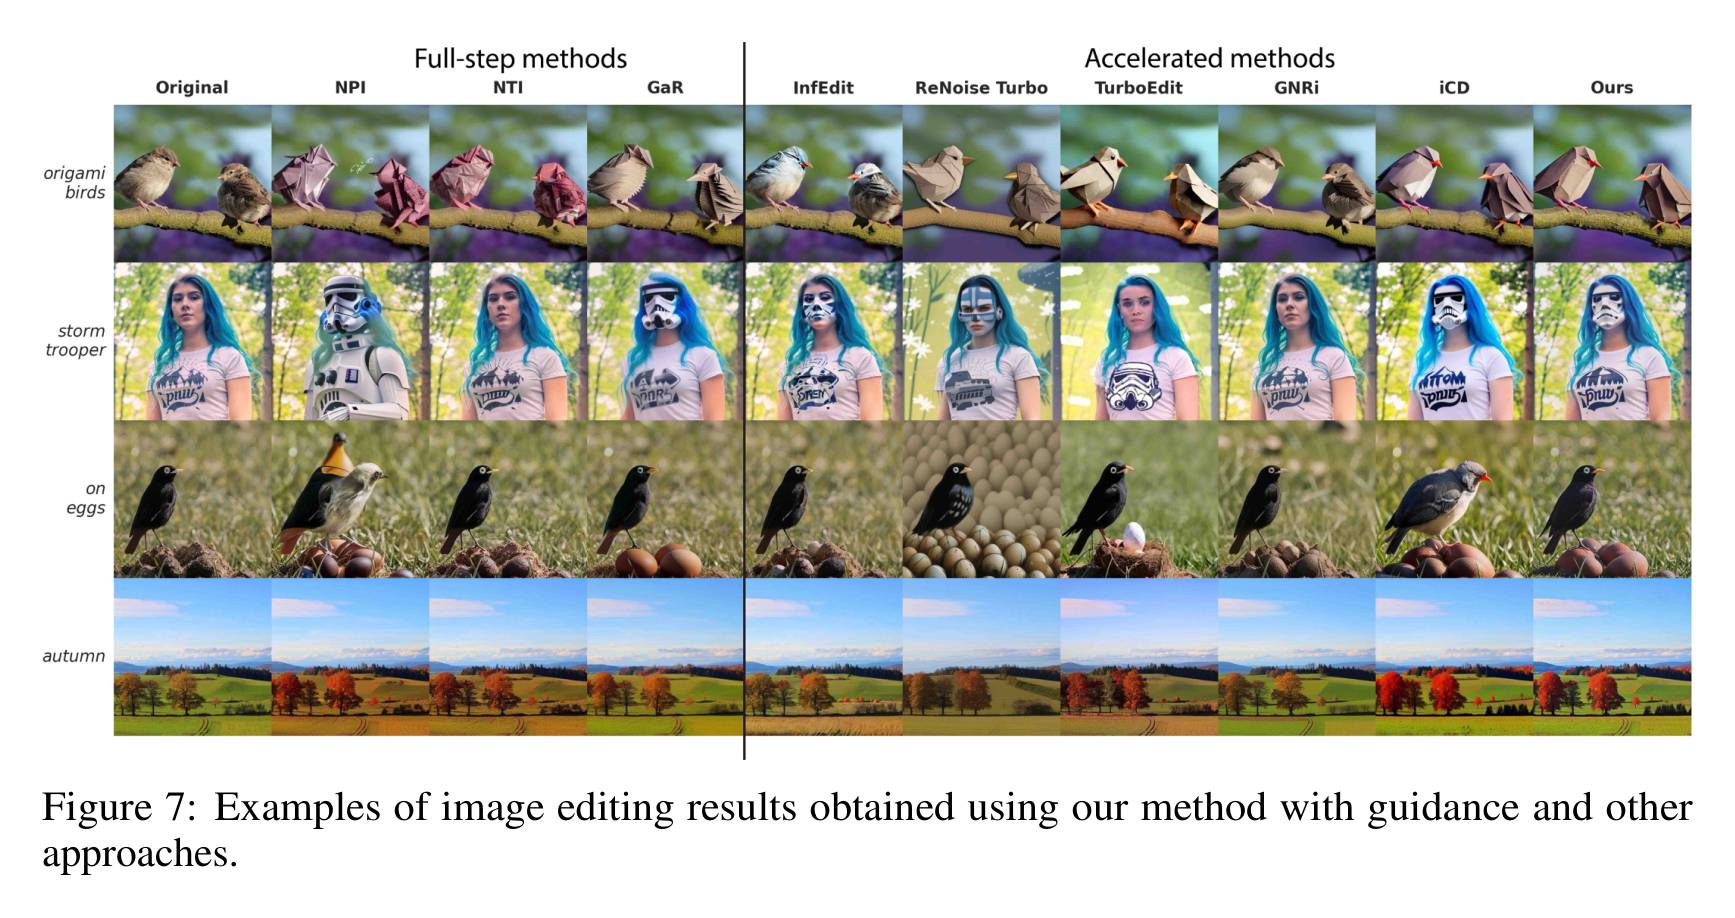 Full-step methods
Accelerated methods
Original NPI NTI GaR InfEdit ReNoise Turbo TurboEdit GNRi iCD Ours
origami
birds
storm
trooper
on
eggs
autumn
Figure 7: Examples of image editing results obtained using our method with guidance and other
approaches.